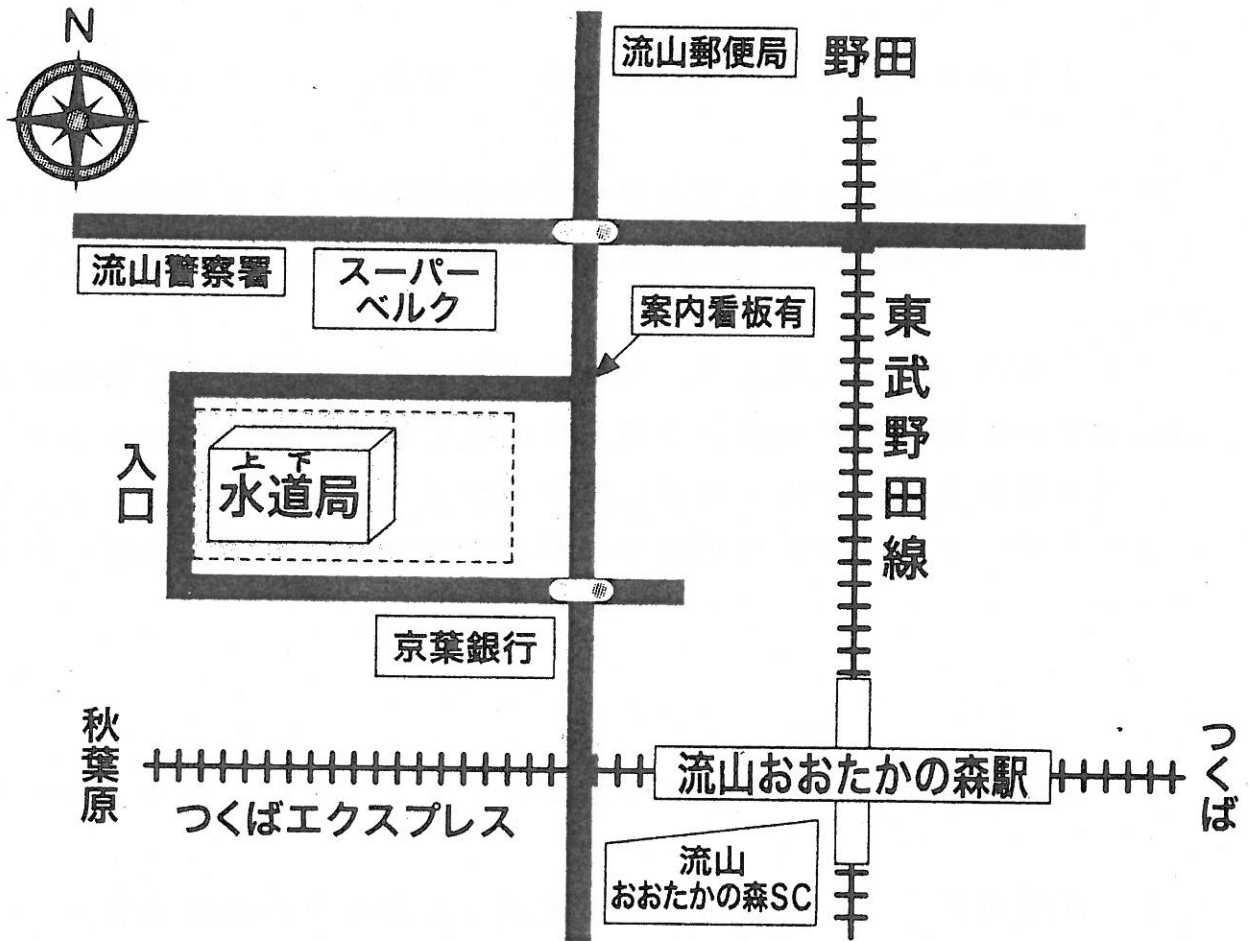 N
流山郵便局
野田
流山警察署
スーパー
ベルク
案内看板有
東武野田線
入口
上下
水道局
京葉銀行
秋葉原
つくばエクスプレス
流山おおたかの森駅
つくば
流山
おおたかの森SC